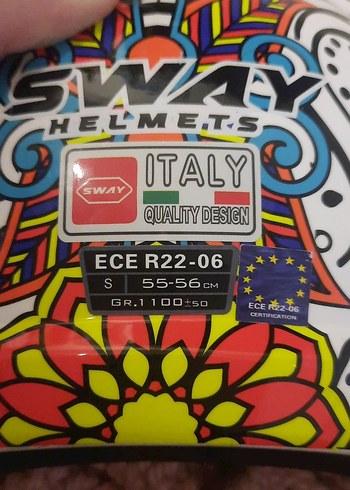 SWAY
HELMETS
SWAY
ITALY
QUALITY DESIGN
ECE R22-06
S 55-56 CM
GR.1100±50
ECE R22-06
CERTIFICATION